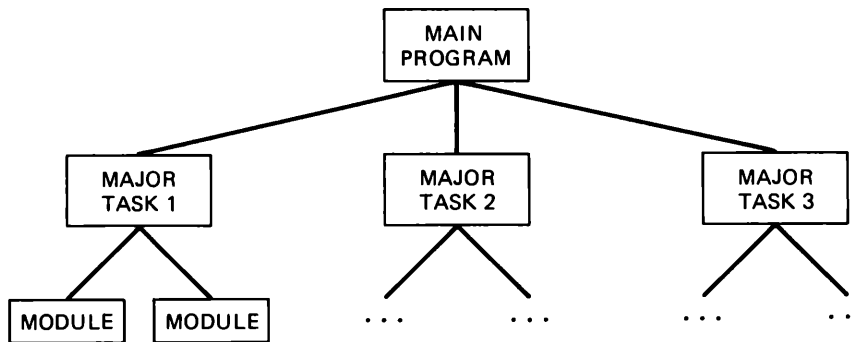 MAIN
PROGRAM
MAJOR
TASK 1
MAJOR
TASK 2
MAJOR
TASK 3
MODULE
MODULE
. . .
. . .
. . .
. .